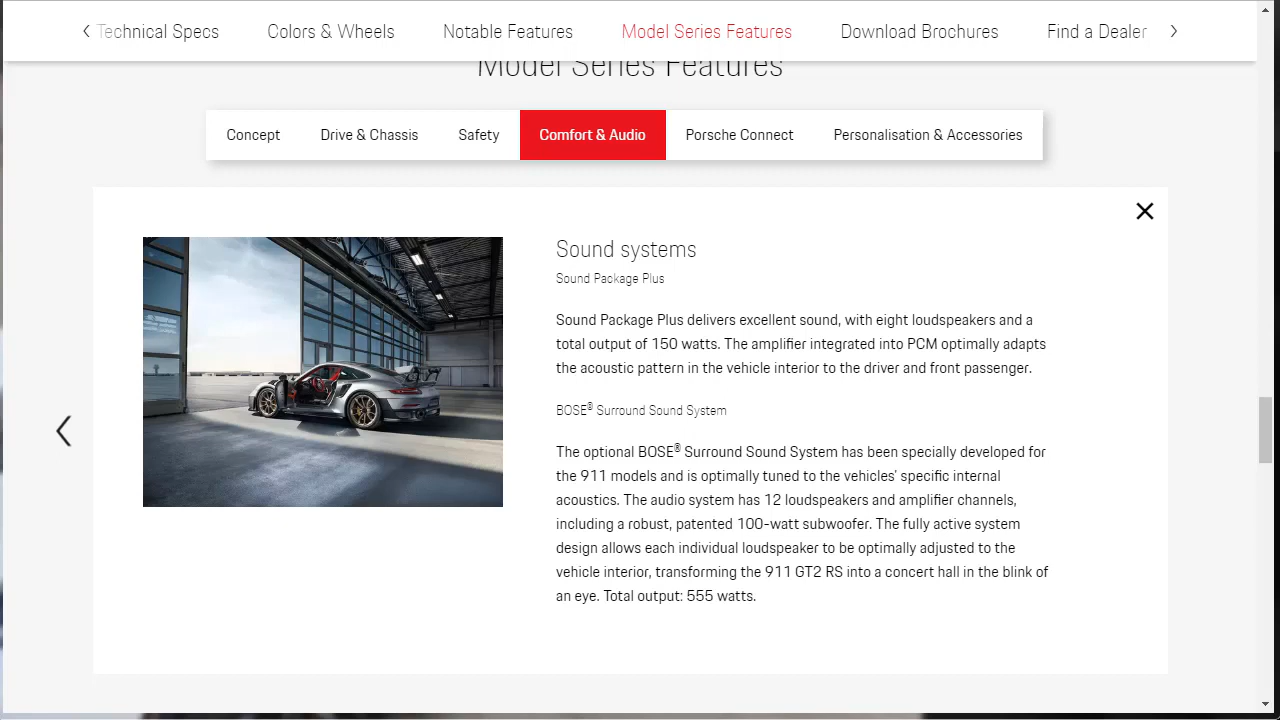 Technical Specs
Colors & Wheels
Notable Features
Model Series Features
Download Brochures
Find a Dealer
Model Series Features
Concept
Drive & Chassis
Safety
Comfort & Audio
Porsche Connect
Personalisation & Accessories
Sound systems
Sound Package Plus
Sound Package Plus delivers excellent sound, with eight loudspeakers and a
total output of 150 watts. The amplifier integrated into PCM optimally adapts
the acoustic pattern in the vehicle interior to the driver and front passenger.
BOSE® Surround Sound System
The optional BOSE® Surround Sound System has been specially developed for
the 911 models and is optimally tuned to the vehicles' specific internal
acoustics. The audio system has 12 loudspeakers and amplifier channels,
including a robust, patented 100-watt subwoofer. The fully active system
design allows each individual loudspeaker to be optimally adjusted to the
vehicle interior, transforming the 911 GT2 RS into a concert hall in the blink of
an eye. Total output: 555 watts.